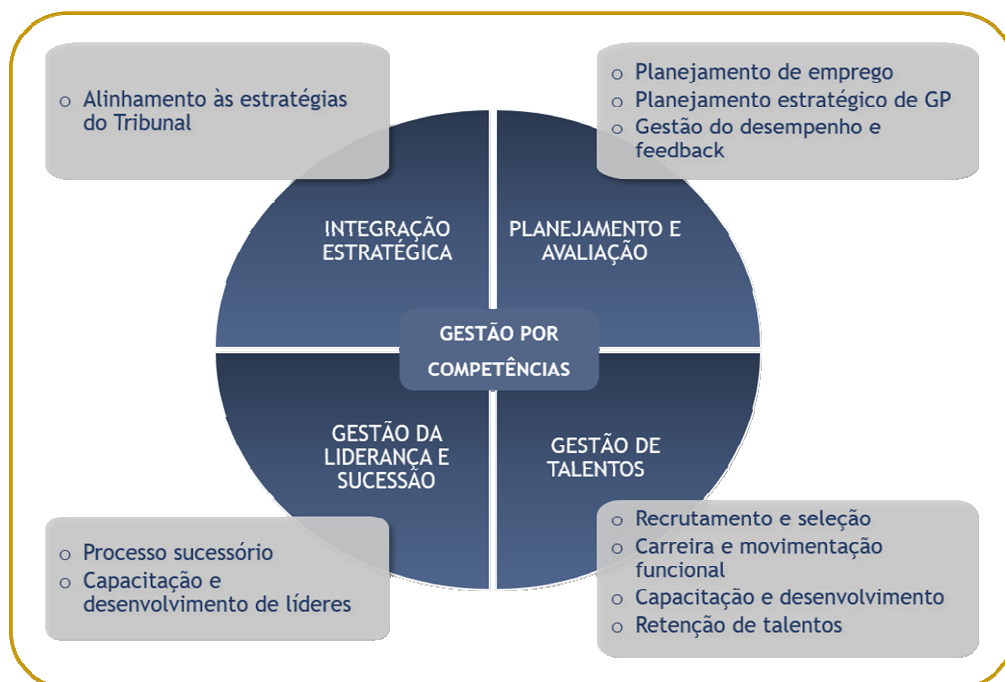 o Alinhamento às estratégias
do Tribunal
o Planejamento de emprego
o Planejamento estratégico de GP
o Gestão do desempenho e
feedback
INTEGRAÇÃO
ESTRATÉGICA
PLANEJAMENTO E
AVALIAÇÃO
GESTÃO POR
COMPETÊNCIAS
GESTÃO DA
LIDERANÇA E
SUCESSÃO
GESTÃO DE
TALENTOS
o Processo sucessório
o Capacitação e
desenvolvimento de líderes
o Recrutamento e seleção
o Carreira e movimentação
funcional
o Capacitação e desenvolvimento
o Retenção de talentos